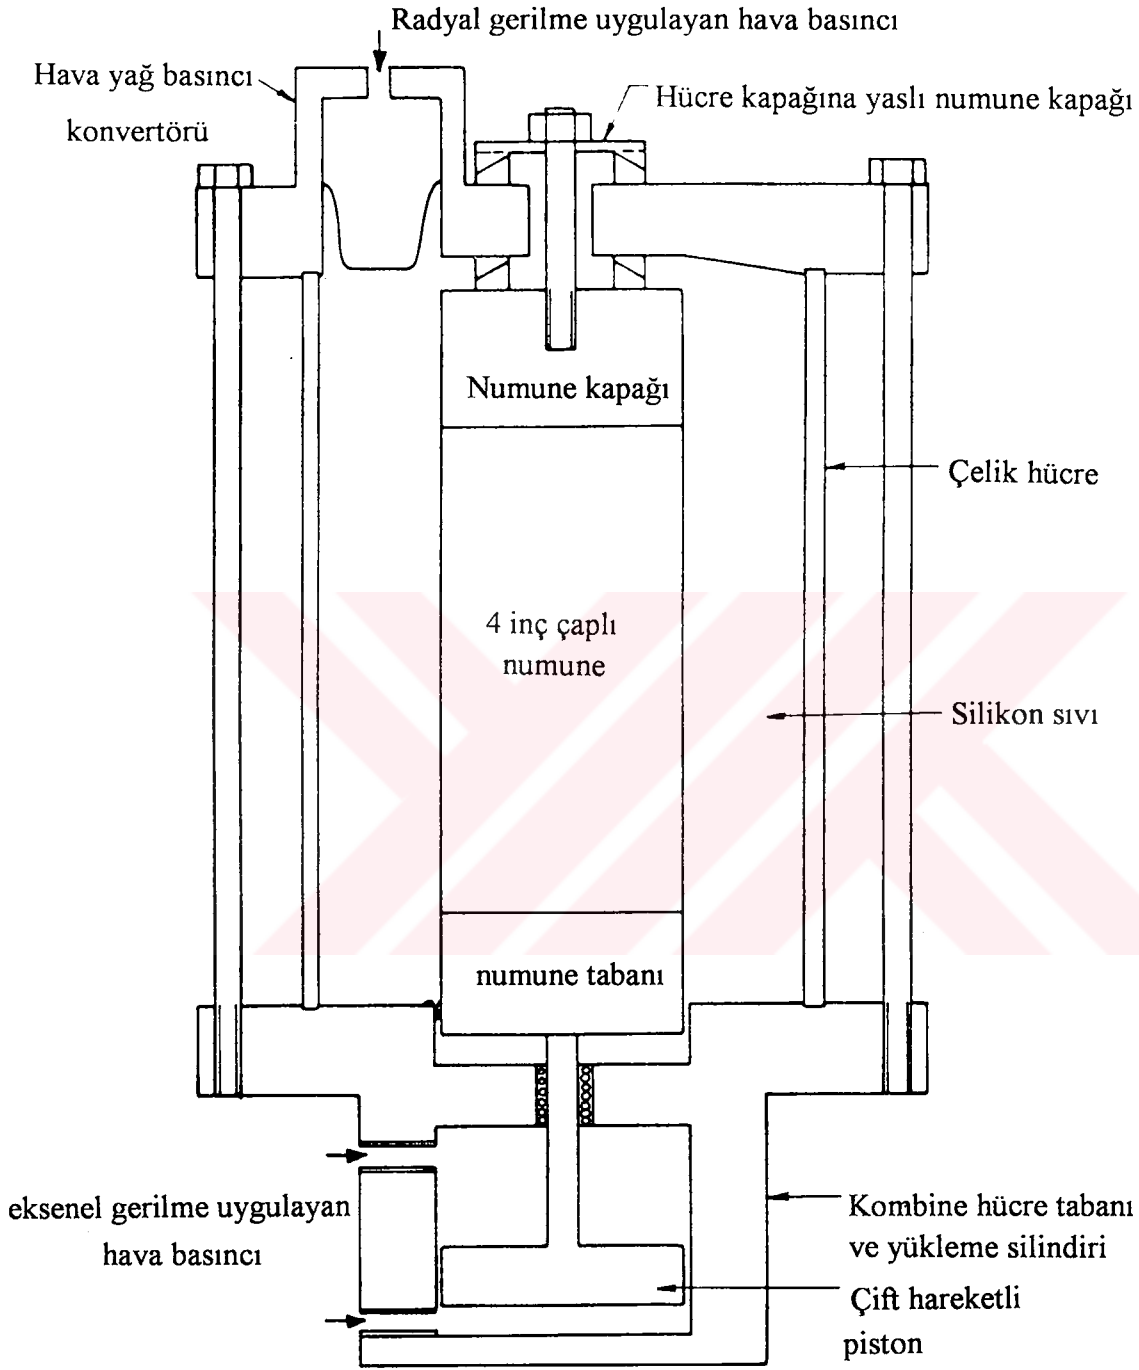 Radyal gerilme uygulayan hava basıncı
Hava yağ basıncı
konvertörü
Hücre kapağına yaslı numune kapağı
Numune kapağı
Çelik hücre
4 inç çaplı
numune
Silikon sıvı
numune tabanı
eksenel gerilme uygulayan
hava basıncı
Kombine hücre tabanı
ve yükleme silindiri
Çift hareketli
piston